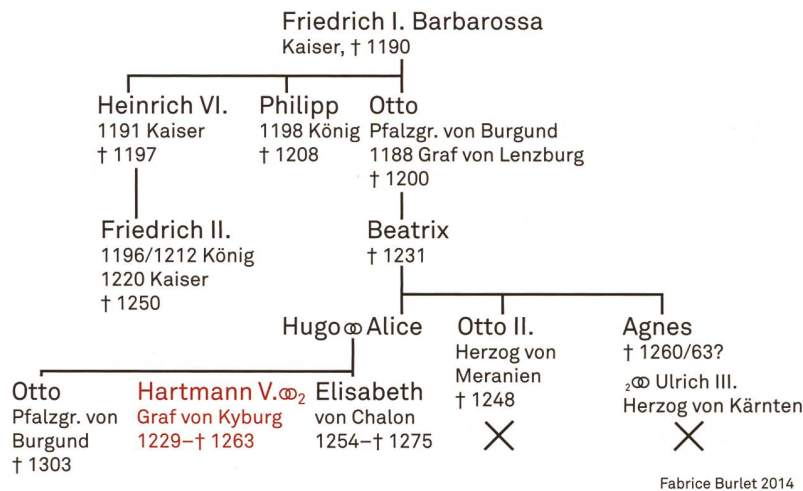 Friedrich I. Barbarossa
Kaiser, † 1190
Heinrich VI.
1191 Kaiser
† 1197
Philipp
1198 König
† 1208
Otto
Pfalzgr. von Burgund
1188 Graf von Lenzburg
† 1200
Friedrich II.
1196/1212 König
1220 Kaiser
† 1250
Beatrix
† 1231
Hugo ⚭ Alice
Otto II.
Herzog von
Meranien
† 1248
Agnes
† 1260/63?
₂⚭ Ulrich III.
Herzog von Kärnten
Otto
Pfalzgr. von
Burgund
† 1303
Hartmann V.⚭₂
Graf von Kyburg
1229–† 1263
Elisabeth
von Chalon
1254–† 1275
Fabrice Burlet 2014